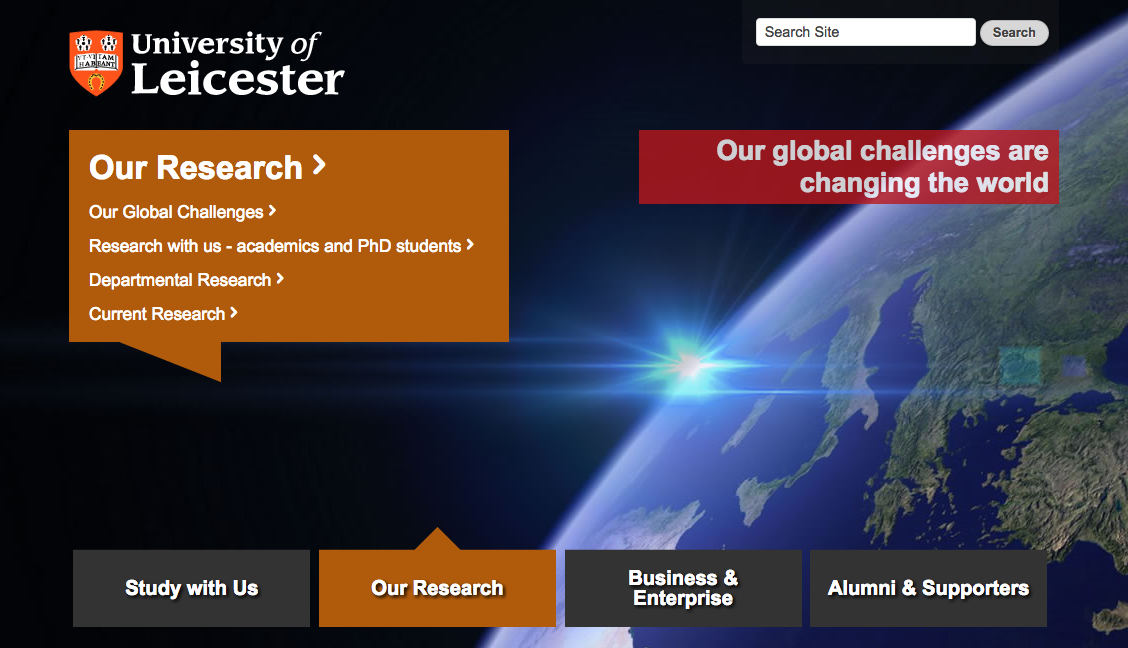 University of
Leicester
Search Site
Search
Our Research
Our global challenges are
changing the world
Our Global Challenges
Research with us - academics and PhD students
Departmental Research
Current Research
Study with Us
Our Research
Business &
Enterprise
Alumni & Supporters